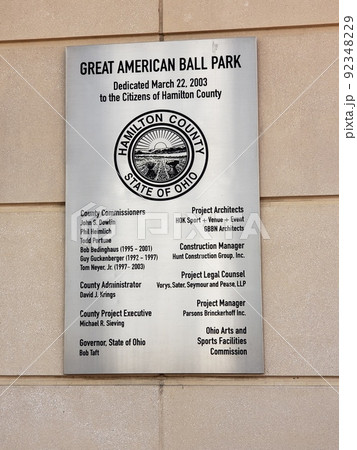 GREAT AMERICAN BALL PARK
Dedicated March 22, 2003
to the Citizens of Hamilton County
HAMILTON COUNTY
STATE OF OHIO
County Commissioners
John S. Dowlin
Phil Heimlich
Todd Portune
Bob Bedinghaus (1995 - 2001)
Guy Guckenberger (1992 - 1997)
Tom Neyer, Jr. (1997- 2003)
County Administrator
David J. Krings
County Project Executive
Michael R. Sieving
Governor, State of Ohio
Bob Taft
Project Architects
HOK Sport + Venue + Event
GBBN Architects
Construction Manager
Hunt Construction Group, Inc.
Project Legal Counsel
Vorys, Sater, Seymour and Pease, LLP
Project Manager
Parsons Brinckerhoff Inc.
Ohio Arts and
Sports Facilities
Commission
PIXTA
pixta.jp - 92348229